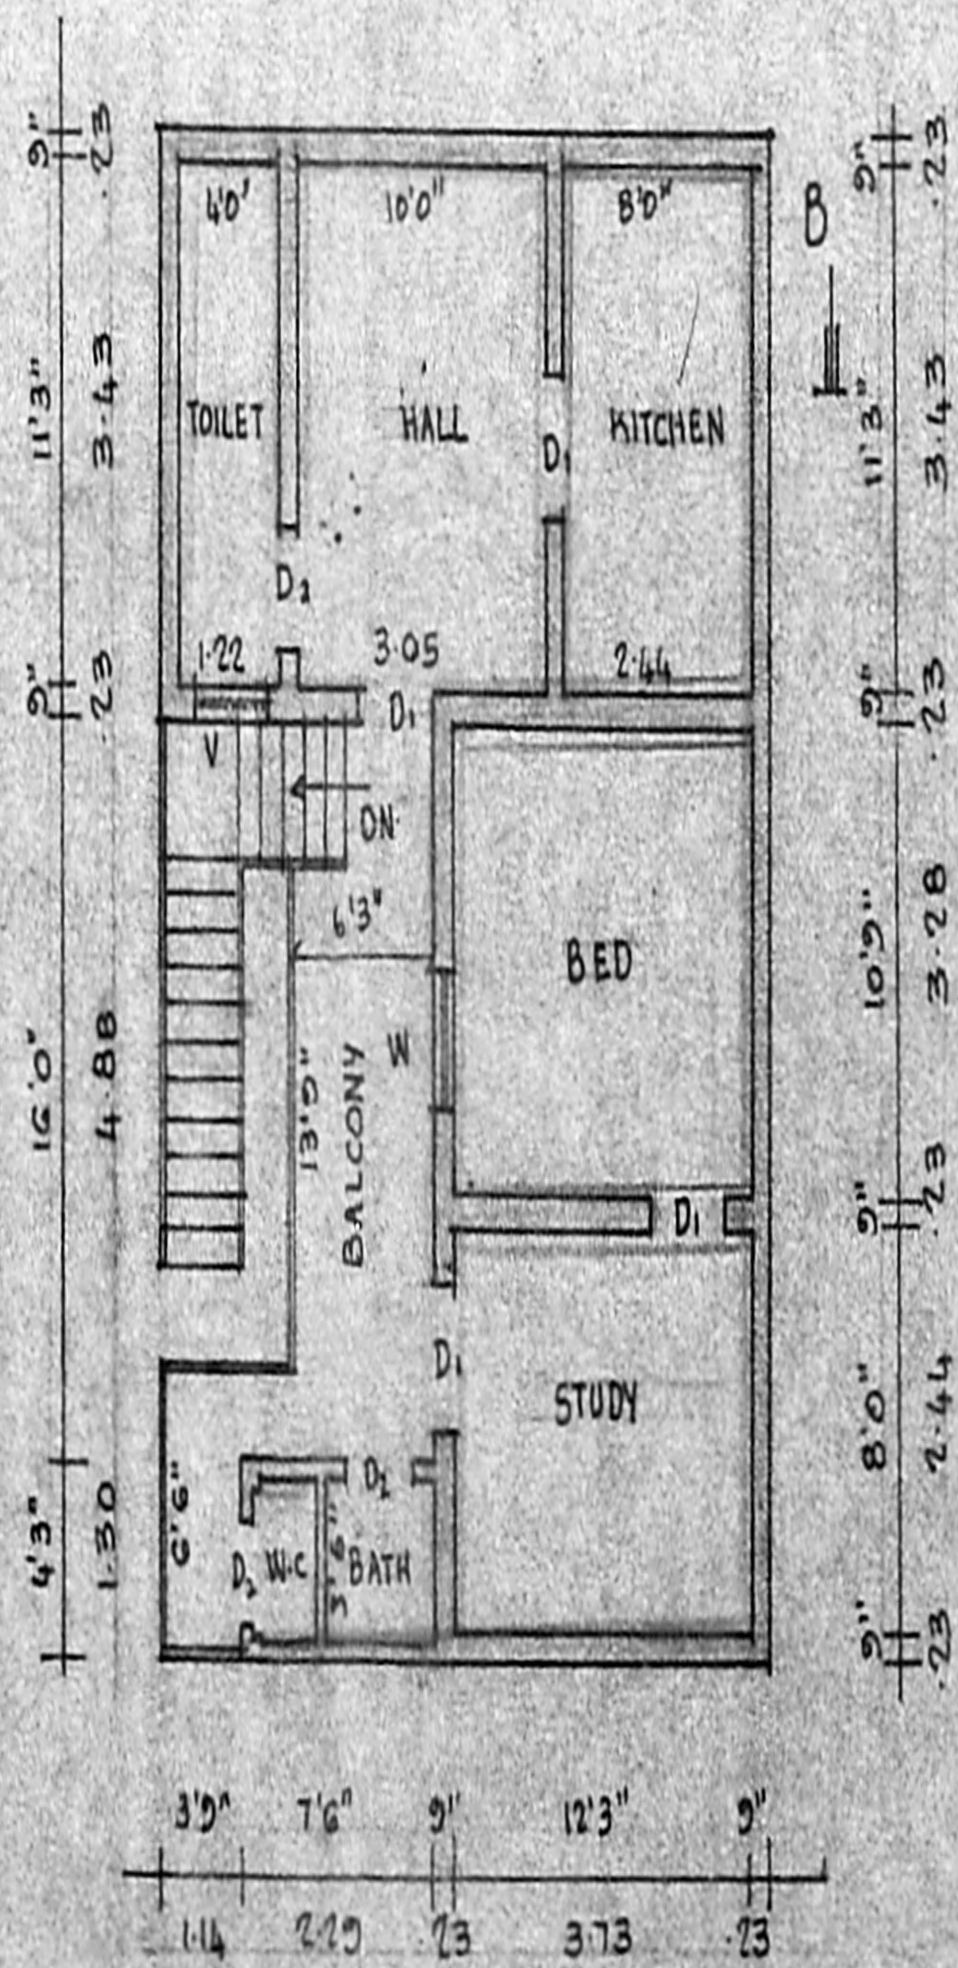 9" .23 9" .23
4'0' 10'0" 8'0" B
11'3" 3.43 TOILET HALL D1 KITCHEN 11'3" 3.43
D2
9" .23 1.22 3.05 2.44 9" .23
V D1
DN
6'3"
BED 10'9" 3.28
16'0" 4.88 13'9" BALCONY W
D1 9" .23
D1 STUDY 8'0" 2.44
4'3" 1.30 6'6" D2
D2 W.C 3'6" BATH
9" .23
3'9" 7'6" 9" 12'3" 9"
1.14 2.29 .23 3.73 .23